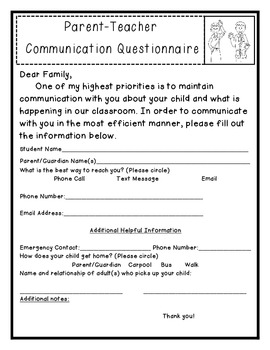 Parent-Teacher
Communication Questionnaire
Dear Family,
One of my highest priorities is to maintain
communication with you about your child and what is
happening in our classroom. In order to communicate
with you in the most efficient manner, please fill out
the information below.
Student Name
Parent/Guardian Name(s)
What is the best way to reach you? (Please circle)
Phone Call Text Message Email
Phone Number:
Email Address:
Additional Helpful Information
Emergency Contact: Phone Number:
How does your child get home? (Please circle)
Parent/Guardian Carpool Bus Walk
Name and relationship of adult(s) who picks up your child:
Additional notes:
Thank you!